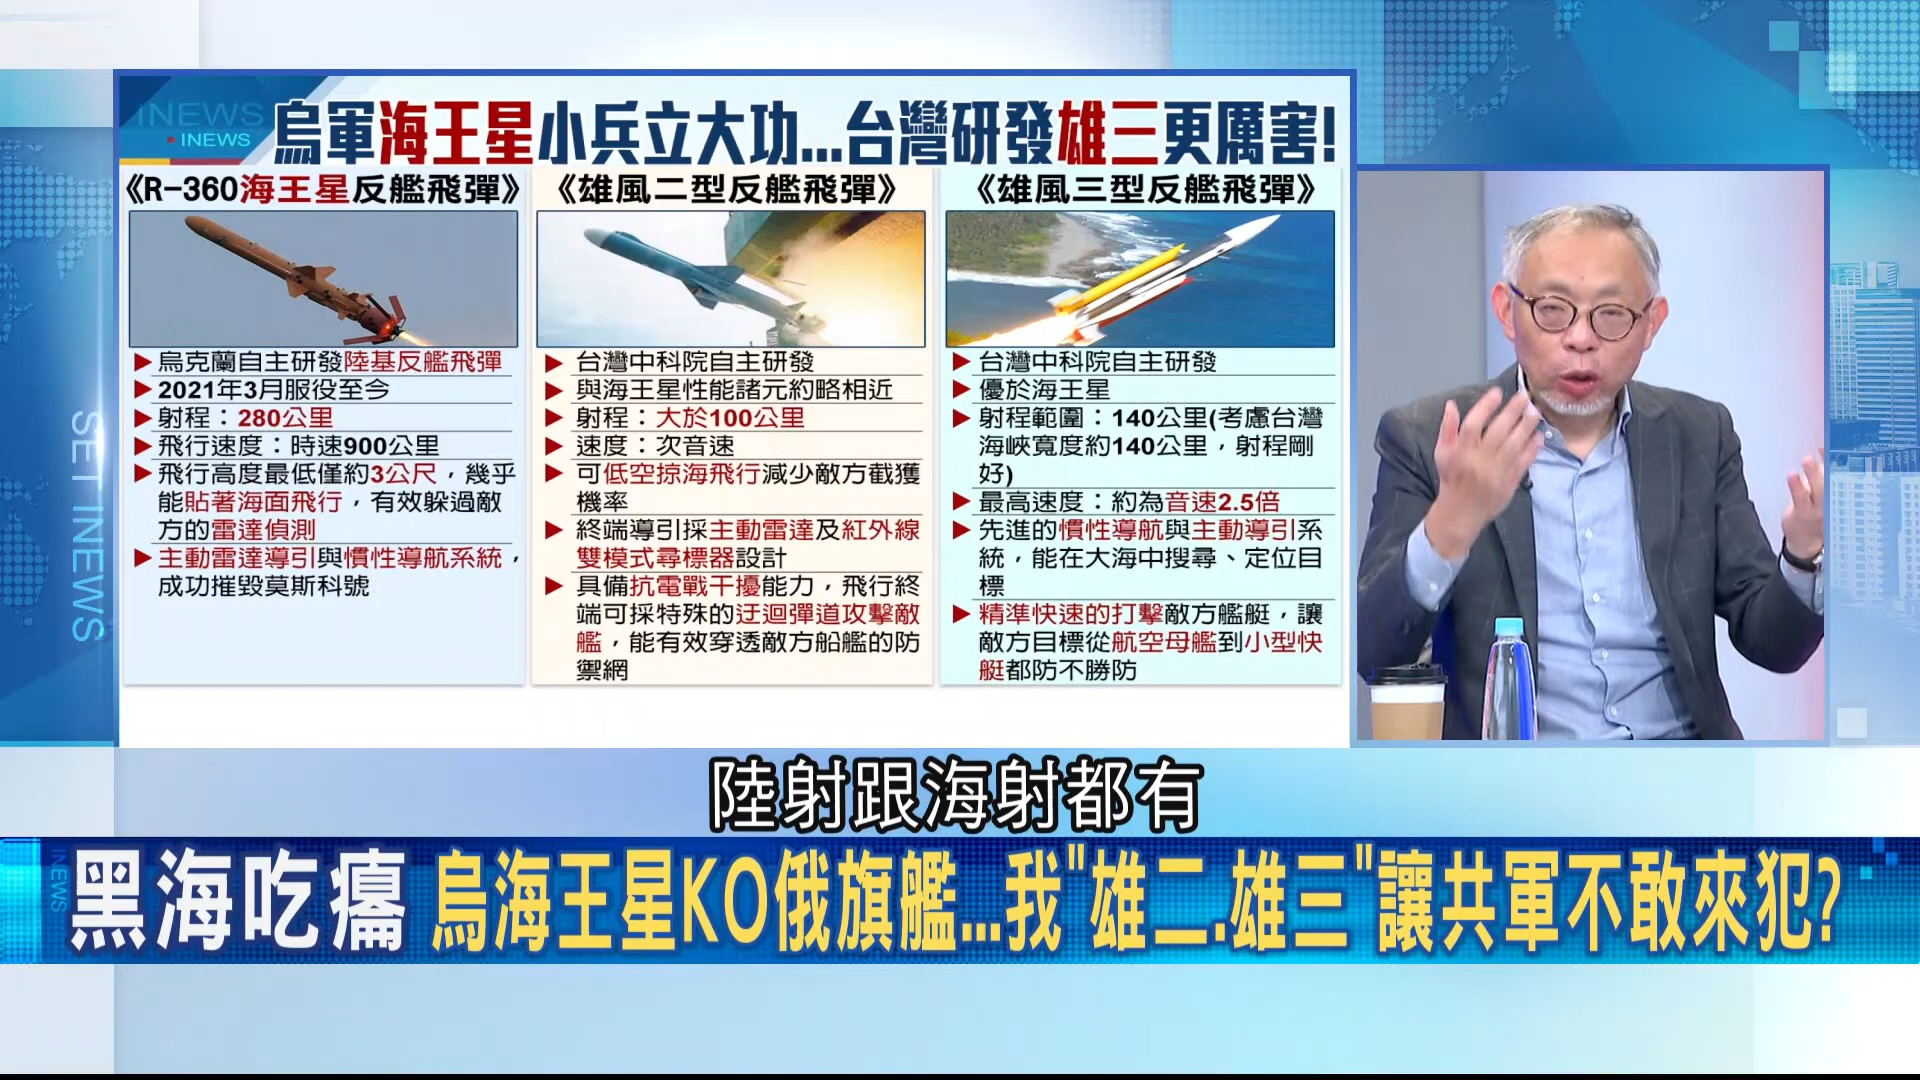 INEWS
INEWS
烏軍海王星小兵立大功...台灣研發雄三更厲害!
《R-360海王星反艦飛彈》
烏克蘭自主研發陸基反艦飛彈
2021年3月服役至今
射程：280公里
飛行速度：時速900公里
飛行高度最低僅約3公尺，幾乎
能貼著海面飛行，有效躲過敵
方的雷達偵測
主動雷達導引與慣性導航系統，
成功摧毀莫斯科號
《雄風二型反艦飛彈》
台灣中科院自主研發
與海王星性能諸元約略相近
射程：大於100公里
速度：次音速
可低空掠海飛行減少敵方截獲
機率
終端導引採主動雷達及紅外線
雙模式尋標器設計
具備抗電戰干擾能力，飛行終
端可採特殊的迂迴彈道攻擊敵
艦，能有效穿透敵方船艦的防
禦網
《雄風三型反艦飛彈》
台灣中科院自主研發
優於海王星
射程範圍：140公里(考慮台灣
海峽寬度約140公里，射程剛
好)
最高速度：約為音速2.5倍
先進的慣性導航與主動導引系
統，能在大海中搜尋、定位目
標
精準快速的打擊敵方艦艇，讓
敵方目標從航空母艦到小型快
艇都防不勝防
SET INEWS
陸射跟海射都有
INEWS
黑海吃癟
烏海王星KO俄旗艦...我"雄二.雄三"讓共軍不敢來犯?